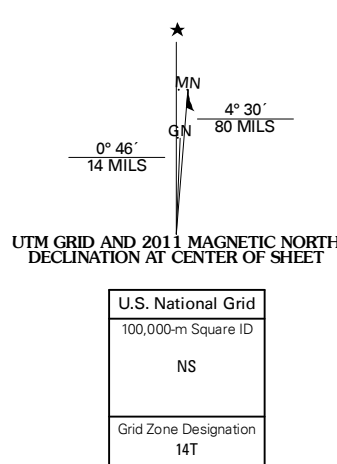 MN
4° 30´
80 MILS
GN
0° 46´
14 MILS
UTM GRID AND 2011 MAGNETIC NORTH
DECLINATION AT CENTER OF SHEET
U.S. National Grid
100,000-m Square ID
NS
Grid Zone Designation
14T